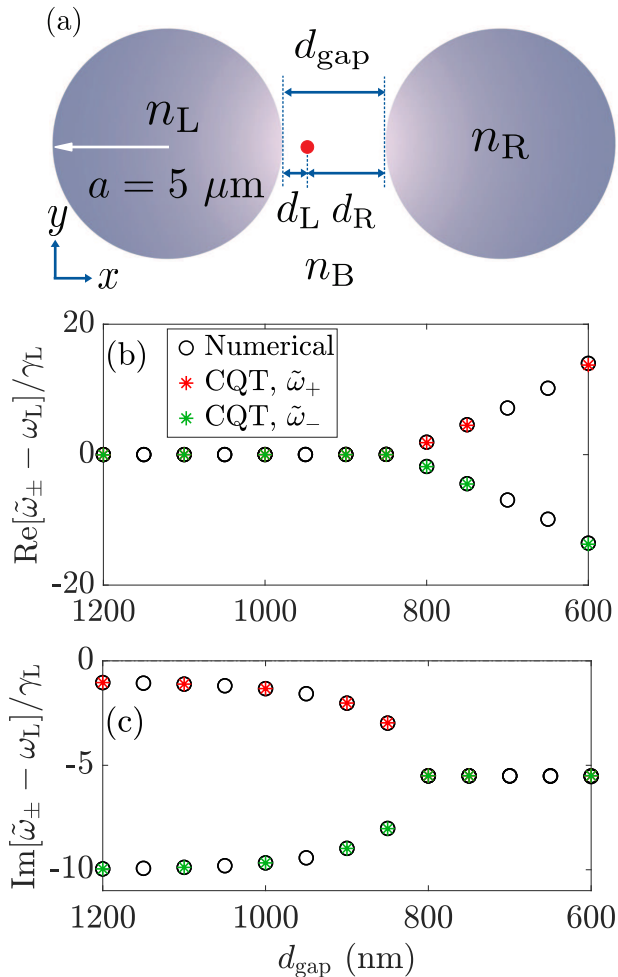 (a)
d_gap
n_L
n_R
a = 5 μm
d_L d_R
y
x
n_B
(b)
Numerical
CQT, ω̃₊
CQT, ω̃₋
Re[ω̃± − ω_L]/γ_L
20
0
-20
1200 1000 800 600
(c)
Im[ω̃± − ω_L]/γ_L
0
-5
-10
1200 1000 800 600
d_gap (nm)